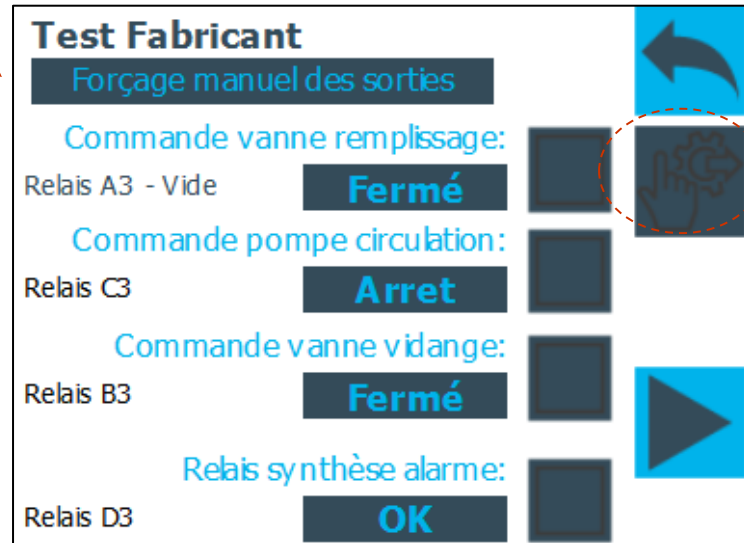 Test Fabricant
Forçage manuel des sorties
Commande vanne remplissage:
Relais A3 - Vide
Fermé
Commande pompe circulation:
Relais C3
Arret
Commande vanne vidange:
Relais B3
Fermé
Relais synthèse alarme:
Relais D3
OK